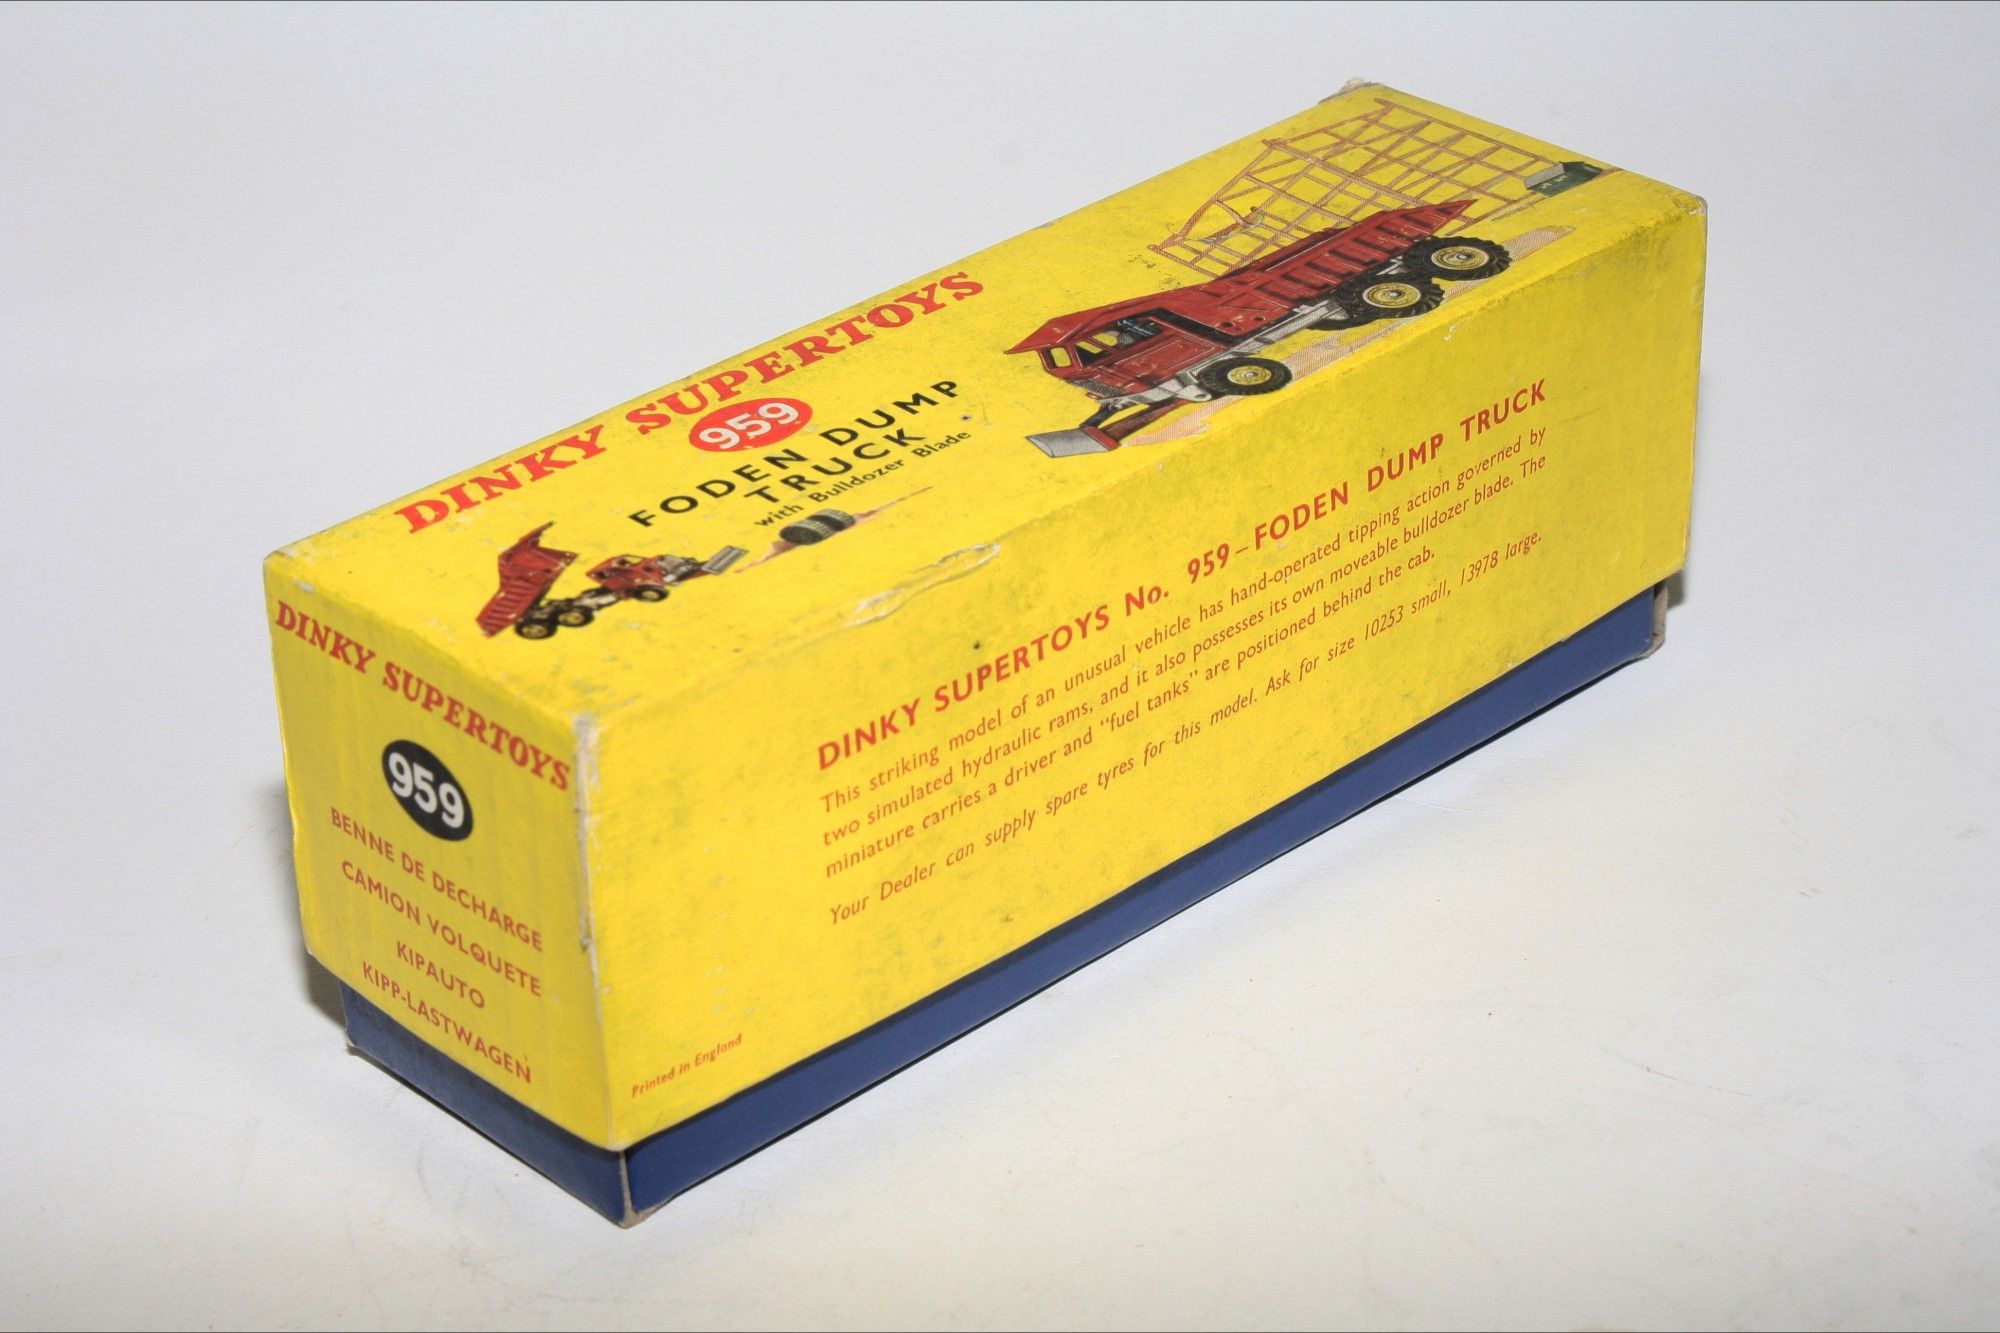 DINKY SUPERTOYS
959
FODEN DUMP
TRUCK
with Bulldozer Blade
DINKY SUPERTOYS No. 959 – FODEN DUMP TRUCK
This striking model of an unusual vehicle has hand-operated tipping action governed by
two simulated hydraulic rams, and it also possesses its own moveable bulldozer blade. The
miniature carries a driver and "fuel tanks" are positioned behind the cab.
Your Dealer can supply spare tyres for this model. Ask for size 10253 small, 13978 large.
Printed in England
DINKY SUPERTOYS
959
BENNE DE DECHARGE
CAMION VOLQUETE
KIPAUTO
KIPP-LASTWAGEN